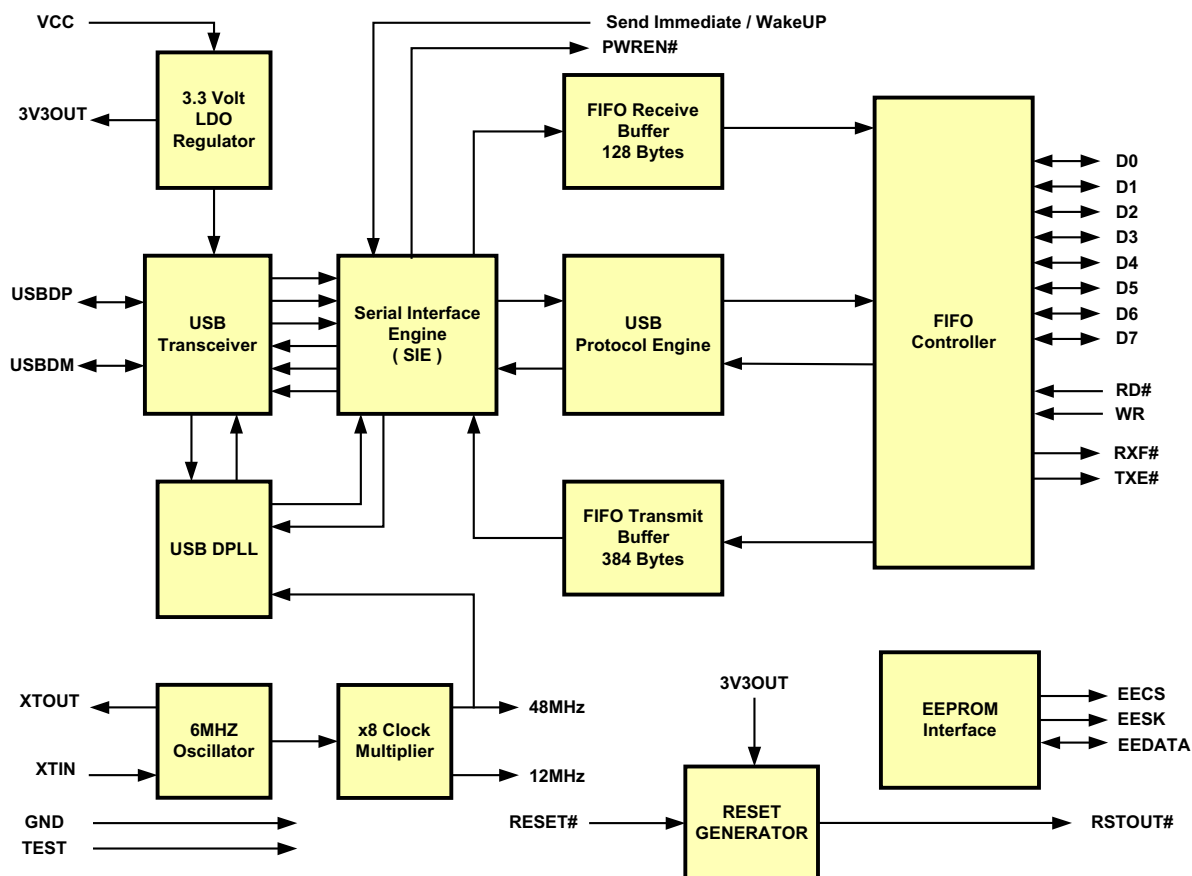 VCC
Send Immediate / WakeUP
PWREN#
3V3OUT
3.3 Volt
LDO
Regulator
FIFO Receive
Buffer
128 Bytes
D0
D1
D2
D3
D4
D5
D6
D7
USBDP
USBDM
USB
Transceiver
Serial Interface
Engine
( SIE )
USB
Protocol Engine
FIFO
Controller
RD#
WR
RXF#
TXE#
USB DPLL
FIFO Transmit
Buffer
384 Bytes
XTOUT
XTIN
6MHZ
Oscillator
x8 Clock
Multiplier
48MHz
12MHz
3V3OUT
EEPROM
Interface
EECS
EESK
EEDATA
GND
TEST
RESET#
RESET
GENERATOR
RSTOUT#